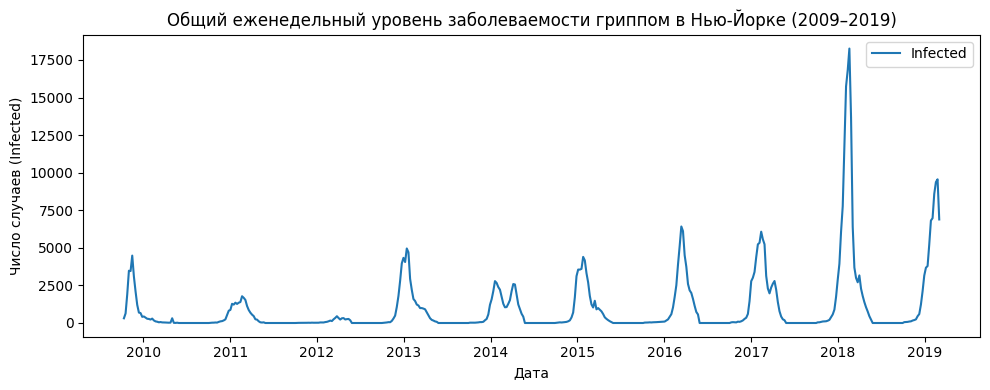 Общий еженедельный уровень заболеваемости гриппом в Нью-Йорке (2009–2019)
Infected
Число случаев (Infected)
17500
15000
12500
10000
7500
5000
2500
0
2010 2011 2012 2013 2014 2015 2016 2017 2018 2019
Дата